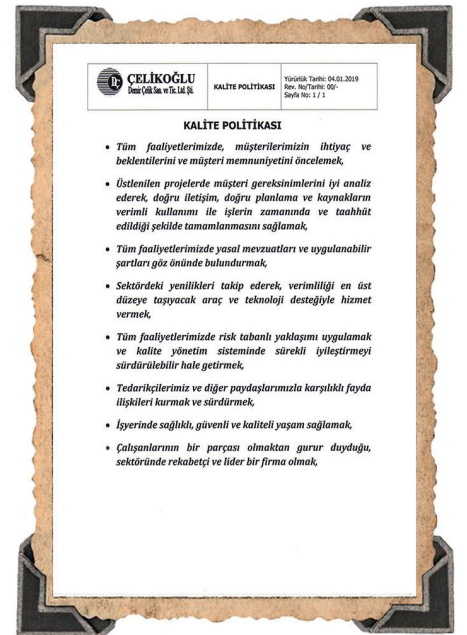 ÇELİKOĞLU
Demir Çelik San. ve Tic. Ltd. Şti.
KALİTE POLİTİKASI
Yürürlük Tarihi: 04.01.2019
Rev. No/Tarihi: 00/-
Sayfa No: 1 / 1
KALİTE POLİTİKASI
• Tüm faaliyetlerimizde, müşterilerimizin ihtiyaç ve
beklentilerini ve müşteri memnuniyetini öncelemek,
• Üstlenilen projelerde müşteri gereksinimlerini iyi analiz
ederek, doğru iletişim, doğru planlama ve kaynakların
verimli kullanımı ile işlerin zamanında ve taahhüt
edildiği şekilde tamamlanmasını sağlamak,
• Tüm faaliyetlerimizde yasal mevzuatları ve uygulanabilir
şartları göz önünde bulundurmak,
• Sektördeki yenilikleri takip ederek, verimliliği en üst
düzeye taşıyacak araç ve teknoloji desteğiyle hizmet
vermek,
• Tüm faaliyetlerimizde risk tabanlı yaklaşımı uygulamak
ve kalite yönetim sisteminde sürekli iyileştirmeyi
sürdürülebilir hale getirmek,
• Tedarikçilerimiz ve diğer paydaşlarımızla karşılıklı fayda
ilişkileri kurmak ve sürdürmek,
• İşyerinde sağlıklı, güvenli ve kaliteli yaşam sağlamak,
• Çalışanlarının bir parçası olmaktan gurur duyduğu,
sektöründe rekabetçi ve lider bir firma olmak,